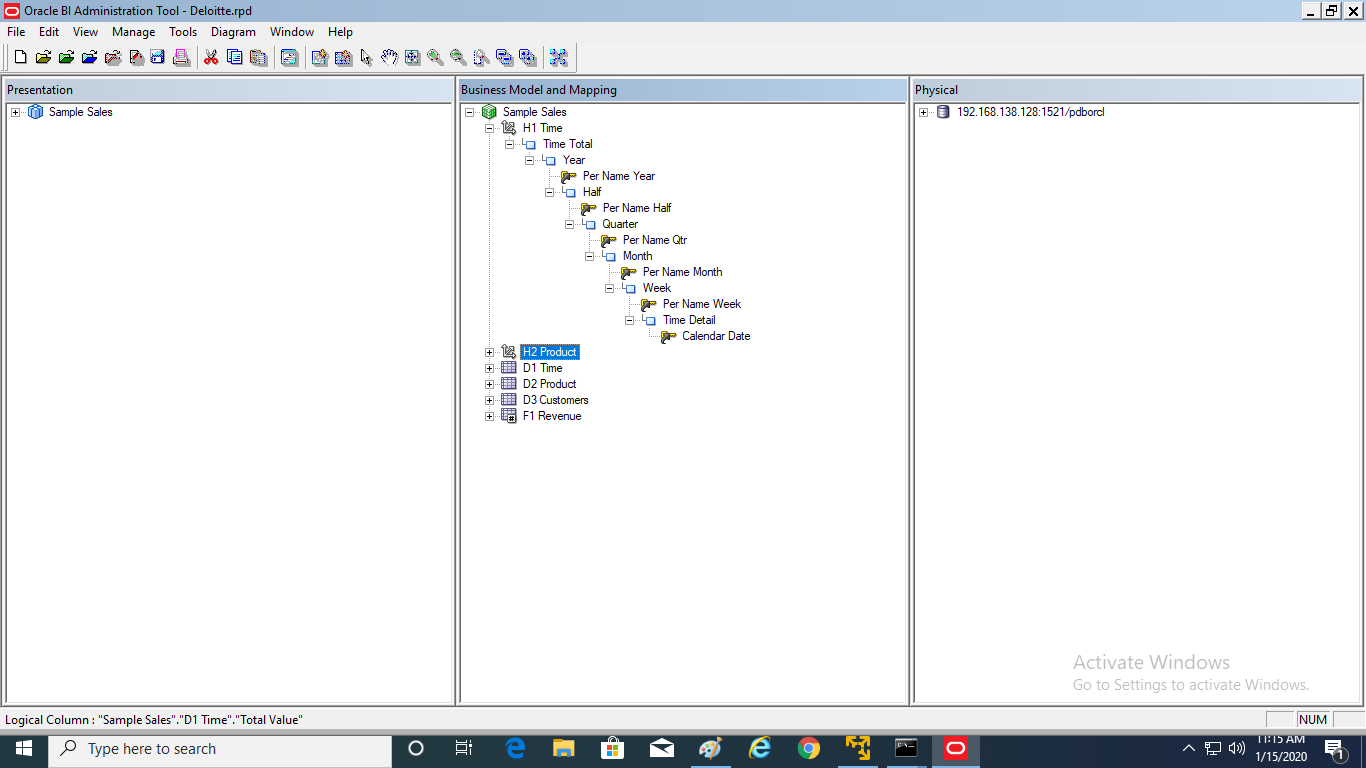 Oracle BI Administration Tool - Deloitte.rpd
File Edit View Manage Tools Diagram Window Help
Presentation
Sample Sales
Business Model and Mapping
Sample Sales
H1 Time
Time Total
Year
Per Name Year
Half
Per Name Half
Quarter
Per Name Qtr
Month
Per Name Month
Week
Per Name Week
Time Detail
Calendar Date
H2 Product
D1 Time
D2 Product
D3 Customers
F1 Revenue
Physical
192.168.138.128:1521/pdborcl
Activate Windows
Go to Settings to activate Windows.
Logical Column : "Sample Sales"."D1 Time"."Total Value"
NUM
Type here to search
11:15 AM
1/15/2020
1